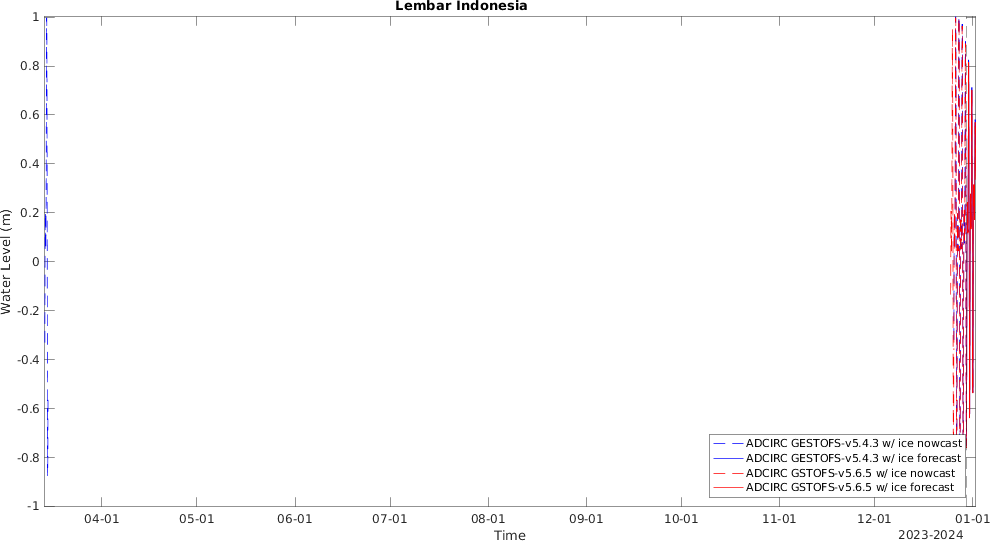 Lembar Indonesia
1
0.8
0.6
0.4
0.2
0
-0.2
-0.4
-0.6
-0.8
-1
Water Level (m)
ADCIRC GESTOFS-v5.4.3 w/ ice nowcast
ADCIRC GESTOFS-v5.4.3 w/ ice forecast
ADCIRC GSTOFS-v5.6.5 w/ ice nowcast
ADCIRC GSTOFS-v5.6.5 w/ ice forecast
04-01 05-01 06-01 07-01 08-01 09-01 10-01 11-01 12-01 01-01
Time
2023-2024